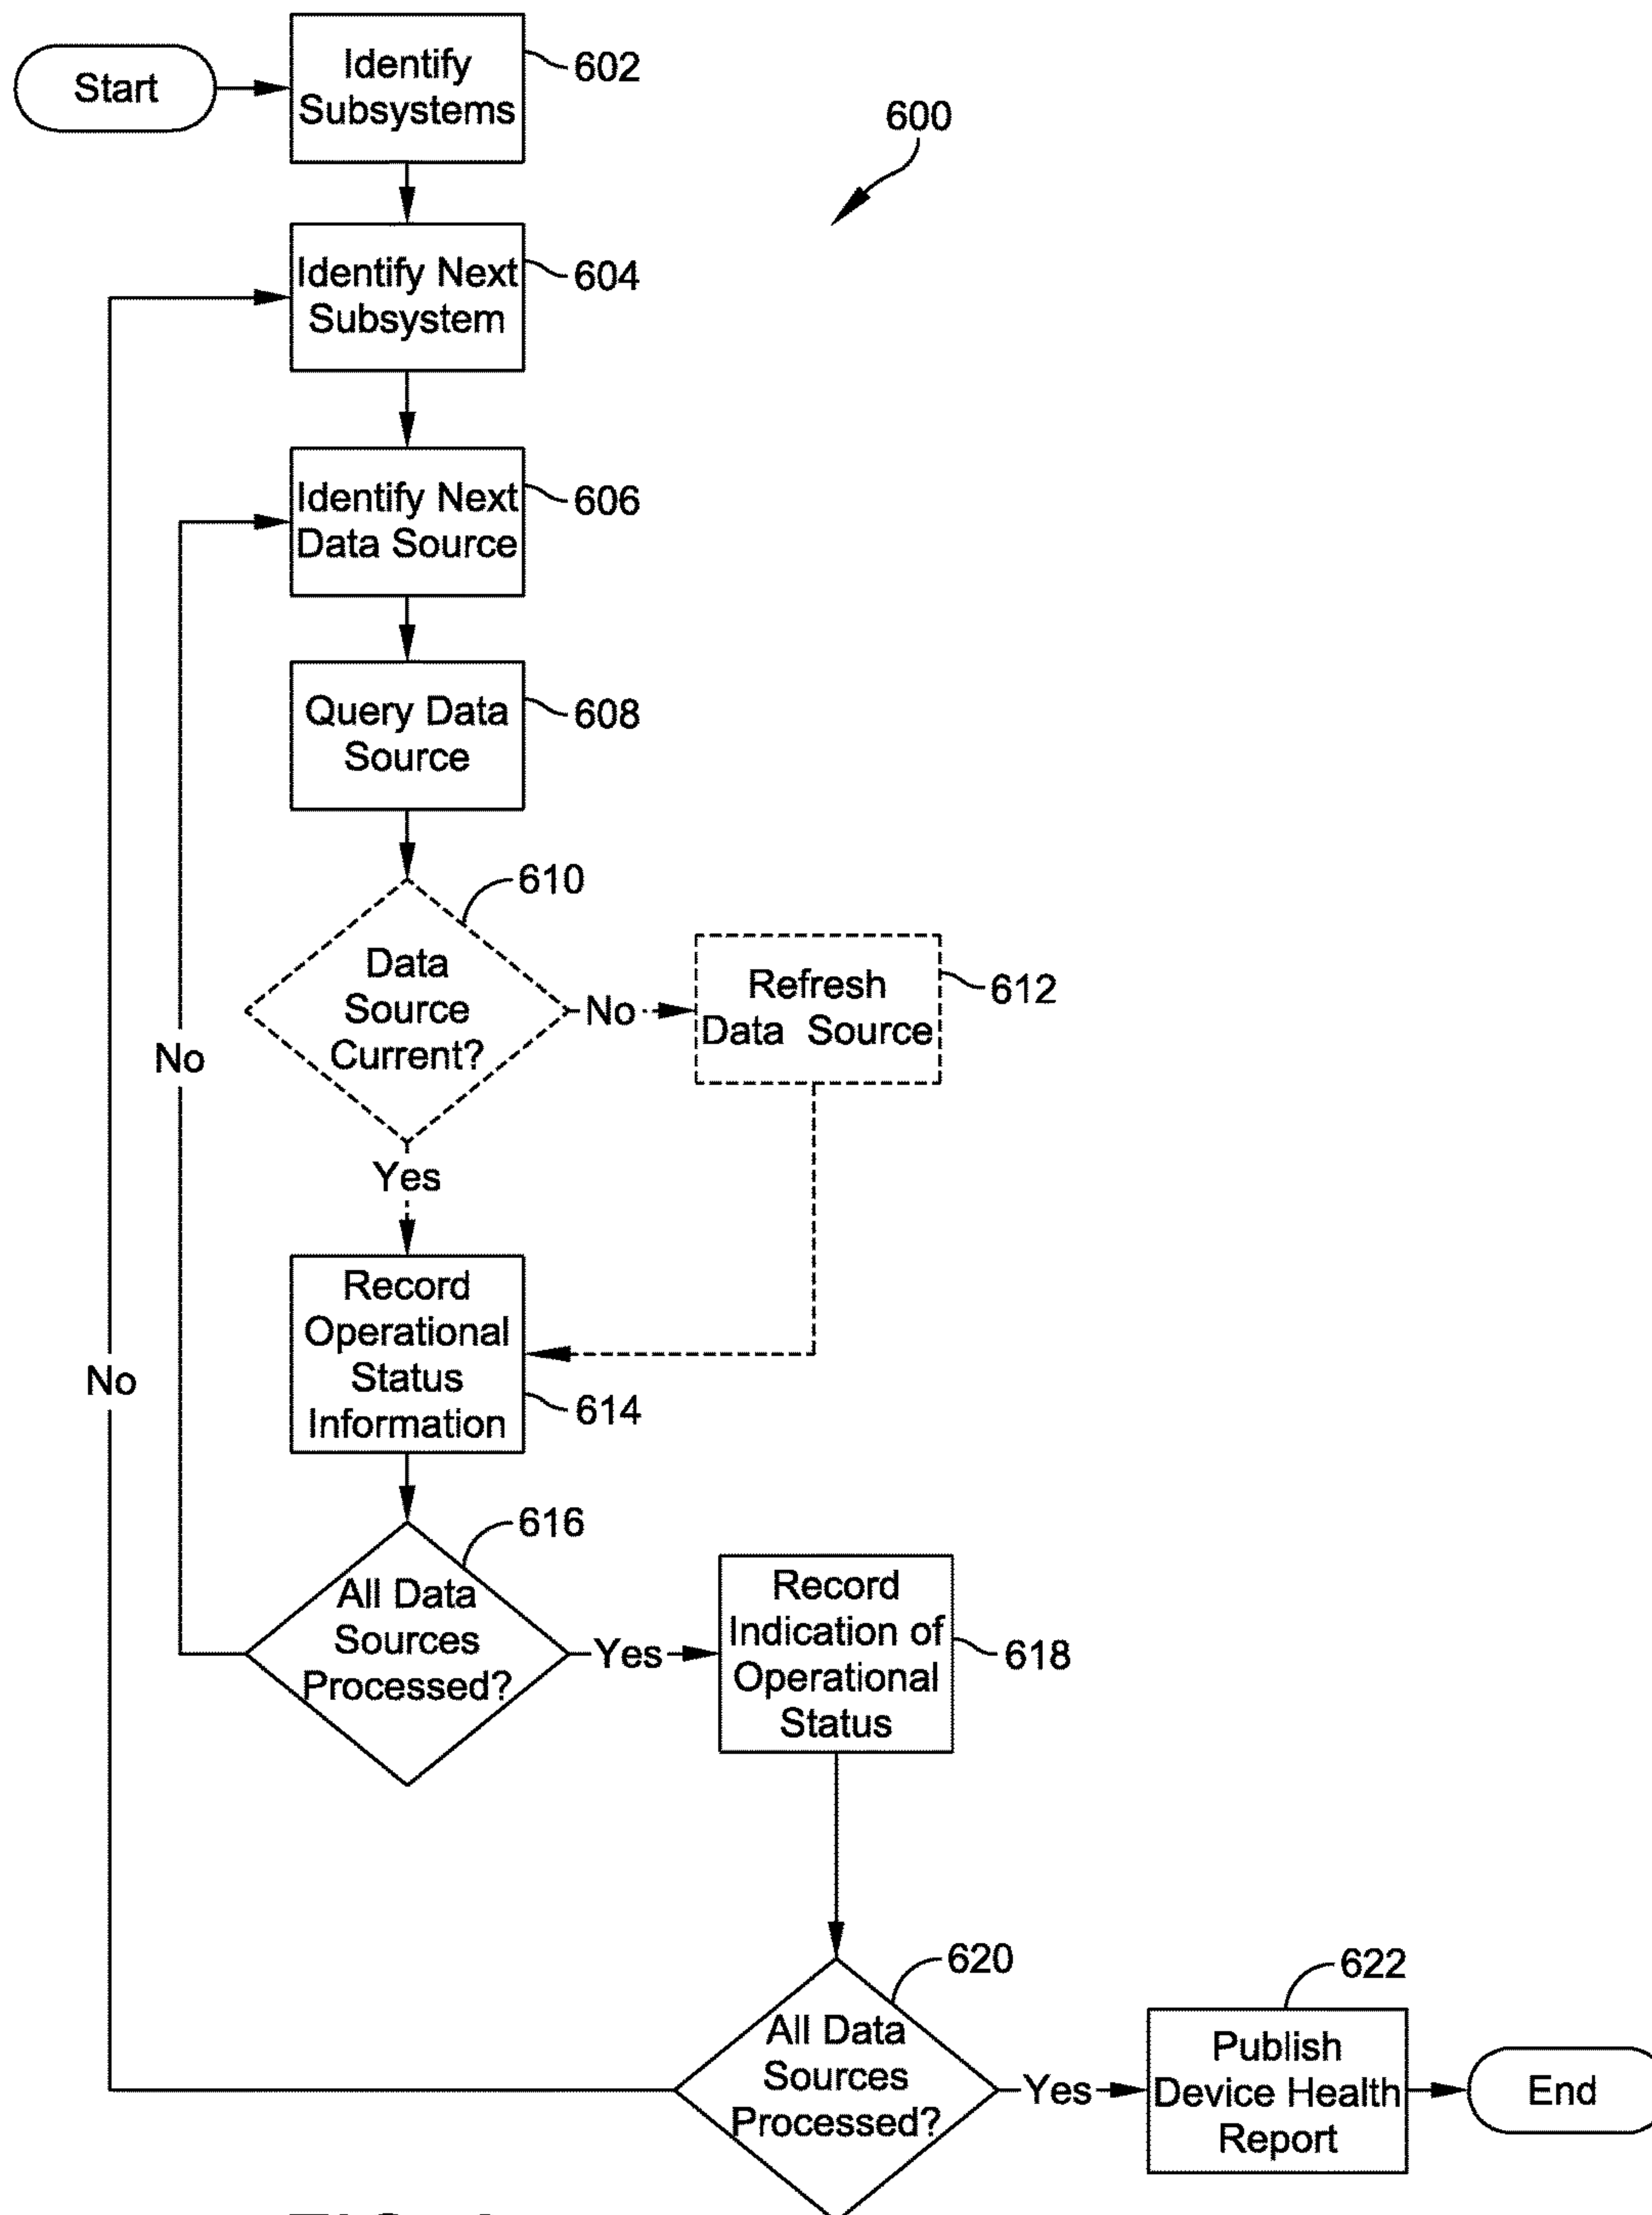 Start
Identify
Subsystems
602
600
Identify Next
Subsystem
604
Identify Next
Data Source
606
Query Data
Source
608
610
Data
Source
Current?
No
Refresh
Data Source
612
No
Yes
Record
Operational
Status
Information
614
No
616
All Data
Sources
Processed?
Yes
Record
Indication of
Operational
Status
618
620
All Data
Sources
Processed?
Yes
622
Publish
Device Health
Report
End